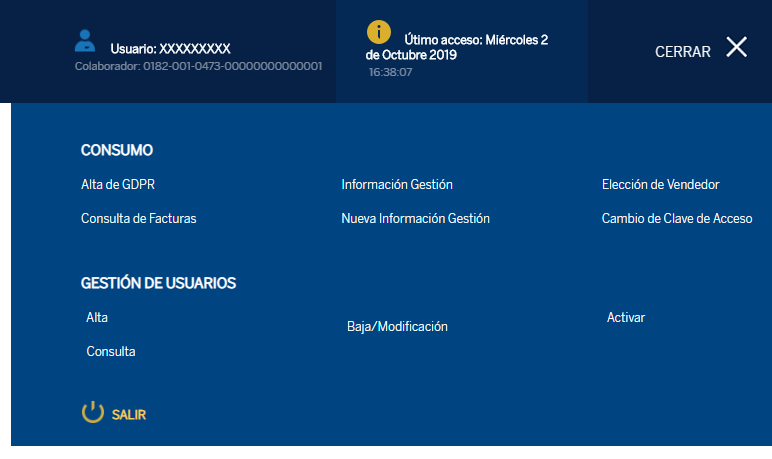 Usuario: XXXXXXXXX
Colaborador: 0182-001-0473-00000000000001
Útimo acceso: Miércoles 2
de Octubre 2019
16:38:07
CERRAR
CONSUMO
Alta de GDPR
Información Gestión
Elección de Vendedor
Consulta de Facturas
Nueva Información Gestión
Cambio de Clave de Acceso
GESTIÓN DE USUARIOS
Alta
Baja/Modificación
Activar
Consulta
SALIR